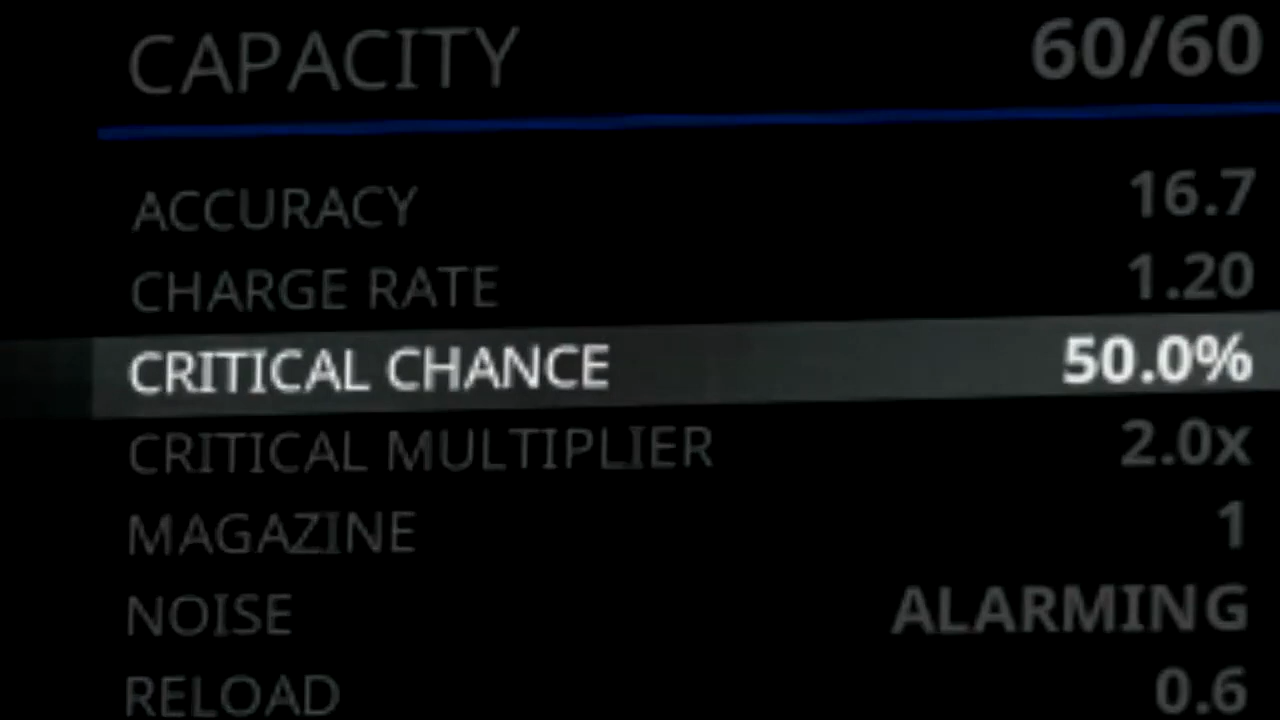 CAPACITY 60/60
ACCURACY 16.7
CHARGE RATE 1.20
CRITICAL CHANCE 50.0%
CRITICAL MULTIPLIER 2.0x
MAGAZINE 1
NOISE ALARMING
RELOAD 0.6